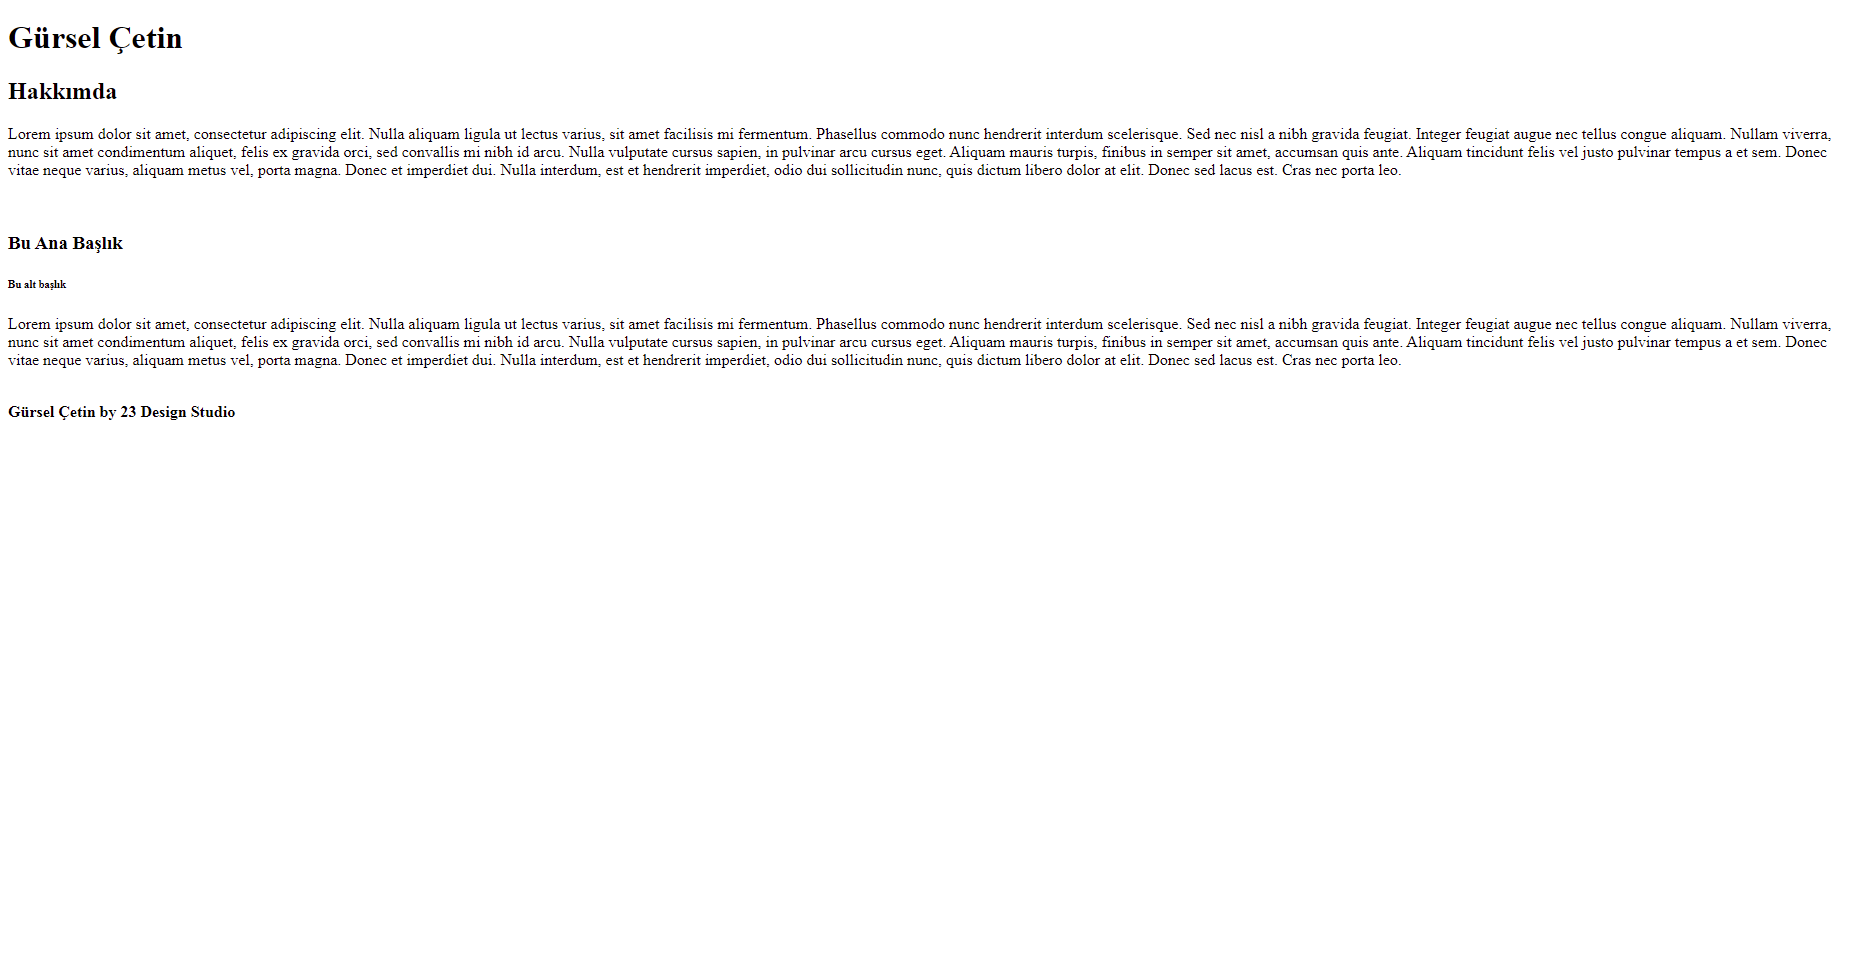 Gürsel Çetin
Hakkımda
Lorem ipsum dolor sit amet, consectetur adipiscing elit. Nulla aliquam ligula ut lectus varius, sit amet facilisis mi fermentum. Phasellus commodo nunc hendrerit interdum scelerisque. Sed nec nisl a nibh gravida feugiat. Integer feugiat augue nec tellus congue aliquam. Nullam viverra,
nunc sit amet condimentum aliquet, felis ex gravida orci, sed convallis mi nibh id arcu. Nulla vulputate cursus sapien, in pulvinar arcu cursus eget. Aliquam mauris turpis, finibus in semper sit amet, accumsan quis ante. Aliquam tincidunt felis vel justo pulvinar tempus a et sem. Donec
vitae neque varius, aliquam metus vel, porta magna. Donec et imperdiet dui. Nulla interdum, est et hendrerit imperdiet, odio dui sollicitudin nunc, quis dictum libero dolor at elit. Donec sed lacus est. Cras nec porta leo.
Bu Ana Başlık
Bu alt başlık
Lorem ipsum dolor sit amet, consectetur adipiscing elit. Nulla aliquam ligula ut lectus varius, sit amet facilisis mi fermentum. Phasellus commodo nunc hendrerit interdum scelerisque. Sed nec nisl a nibh gravida feugiat. Integer feugiat augue nec tellus congue aliquam. Nullam viverra,
nunc sit amet condimentum aliquet, felis ex gravida orci, sed convallis mi nibh id arcu. Nulla vulputate cursus sapien, in pulvinar arcu cursus eget. Aliquam mauris turpis, finibus in semper sit amet, accumsan quis ante. Aliquam tincidunt felis vel justo pulvinar tempus a et sem. Donec
vitae neque varius, aliquam metus vel, porta magna. Donec et imperdiet dui. Nulla interdum, est et hendrerit imperdiet, odio dui sollicitudin nunc, quis dictum libero dolor at elit. Donec sed lacus est. Cras nec porta leo.
Gürsel Çetin by 23 Design Studio